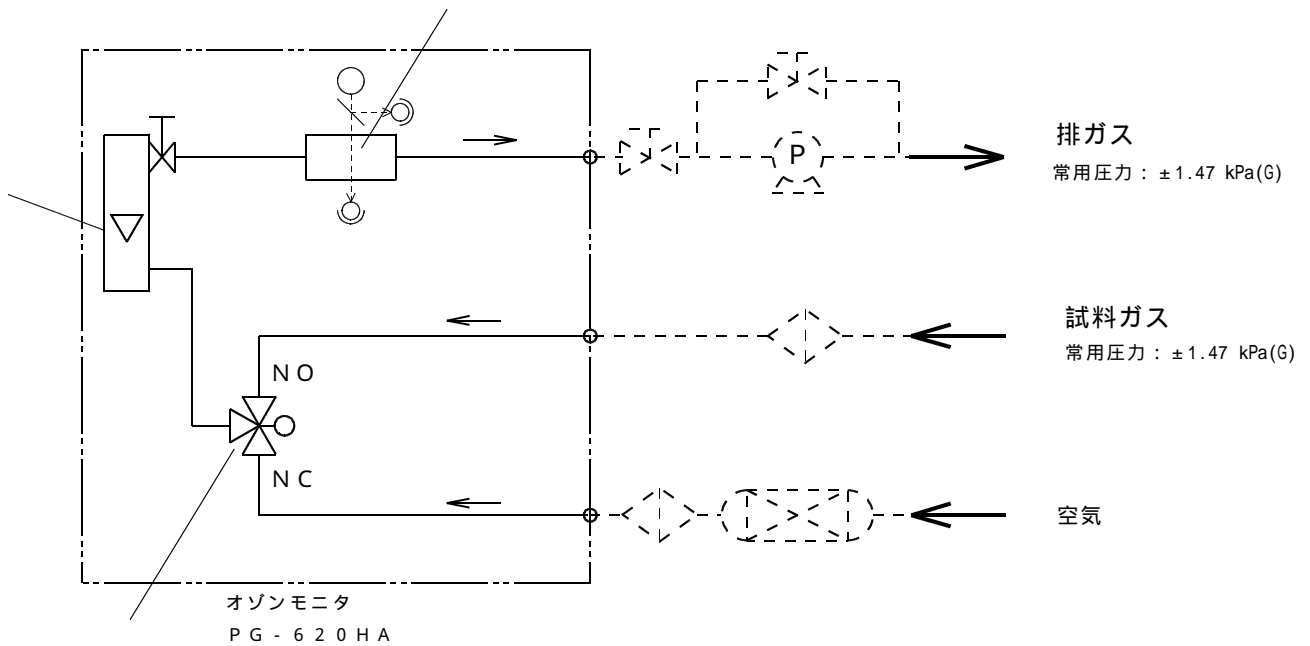 P
排ガス
常用圧力：±1.47 kPa(G)
試料ガス
常用圧力：±1.47 kPa(G)
NO
NC
空気
オゾンモニタ
PG-620HA